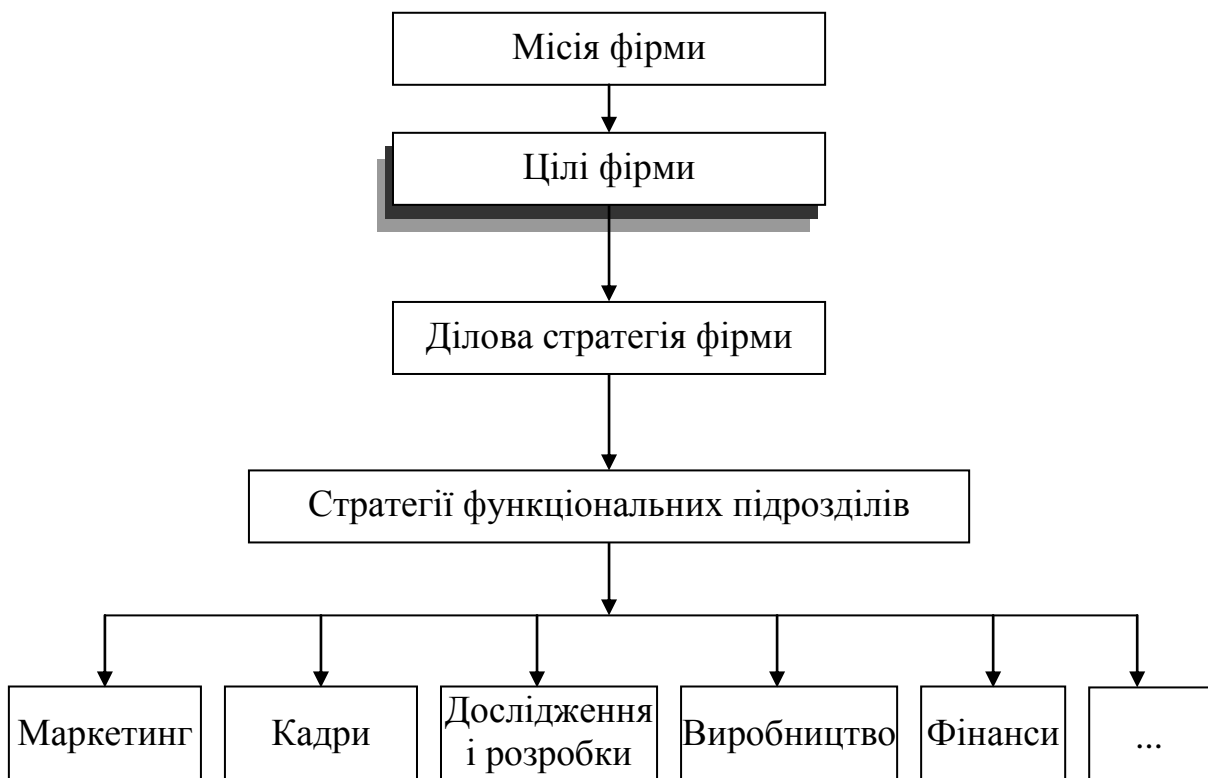 Місія фірми
Цілі фірми
Ділова стратегія фірми
Стратегії функціональних підрозділів
Маркетинг
Кадри
Дослідження
і розробки
Виробництво
Фінанси
...